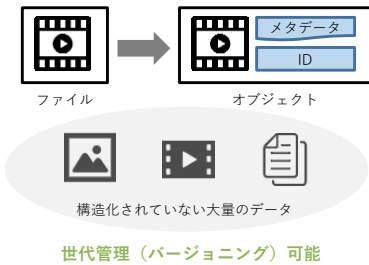 メタデータ
ID
ファイル
オブジェクト
構造化されていない大量のデータ
世代管理（バージョニング）可能